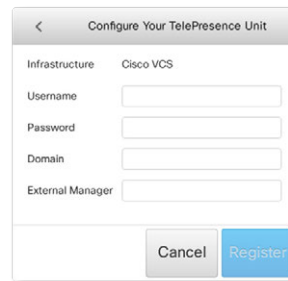 Configure Your TelePresence Unit
Infrastructure Cisco VCS
Username
Password
Domain
External Manager
Cancel Register